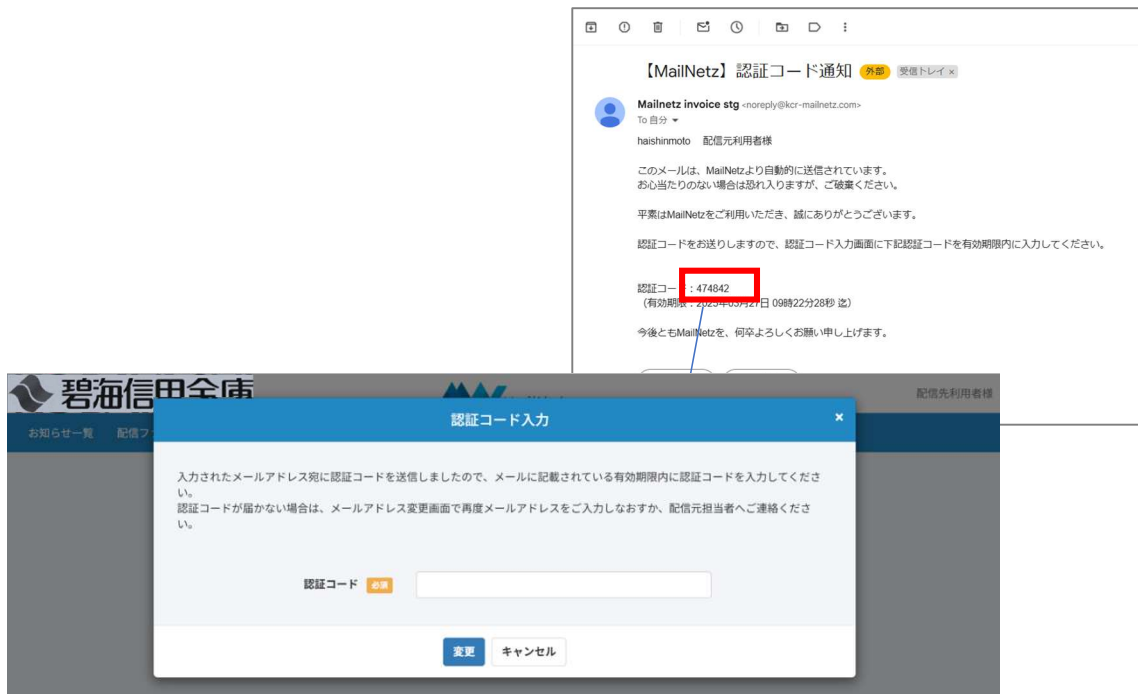 【MailNetz】認証コード通知 外部 受信トレイ ×
Mailnetz invoice stg <noreply@kcr-mailnetz.com>
To 自分
haishinmoto 配信元利用者様
このメールは、MailNetzより自動的に送信されています。
お心当たりのない場合は恐れ入りますが、ご破棄ください。
平素はMailNetzをご利用いただき、誠にありがとうございます。
認証コードをお送りしますので、認証コード入力画面に下記認証コードを有効期限内に入力してください。
認証コー :474842
(有効期限 : 日 09時22分28秒 迄)
今後ともMailNetzを、何卒よろしくお願い申し上げます。
碧海信用金庫
配信先利用者様
お知らせ一覧 配信フ
認証コード入力 ×
入力されたメールアドレス宛に認証コードを送信しましたので、メールに記載されている有効期限内に認証コードを入力してくださ
い。
認証コードが届かない場合は、メールアドレス変更画面で再度メールアドレスをご入力しなおすか、配信元担当者へご連絡くださ
い。
認証コード 必須
変更 キャンセル